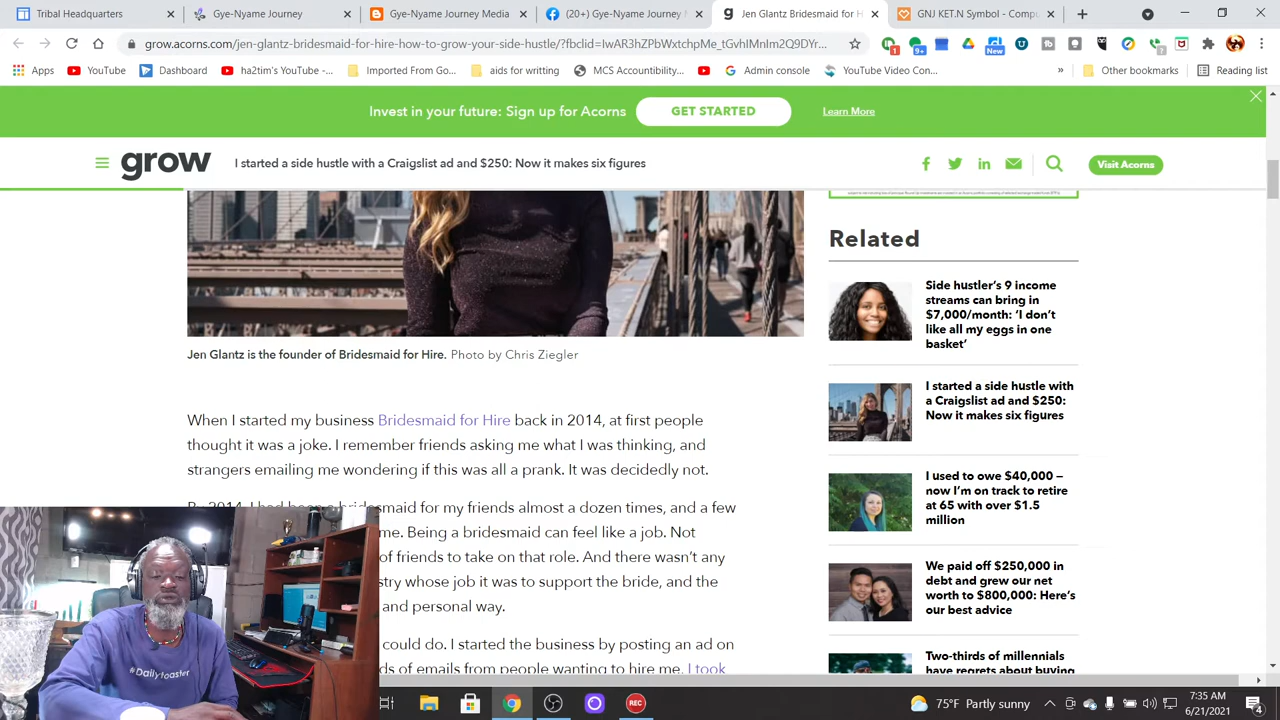 Tribal Headquarters
Gye-Nyame Journey
Gye-Nyame Journey Media
(20+) Gye-Nyame Journey M
Jen Glantz Bridesmaid for H
GNJ KET.N Symbol - Compu
grow.acorns.com/jen-glantz-bridesmaid-for-hire-how-to-grow-your-side-hustle/?fbclid=IwAR3hZPbWxtchpMe_tGvhIMnIm2Q9DYr...
Apps
YouTube
Dashboard
ha2tim's YouTube -...
Imported From Go...
aids for writting
MCS Accountibility...
Admin console
YouTube Video Con...
»
Other bookmarks
Reading list
Invest in your future: Sign up for Acorns
GET STARTED
Learn More
grow
I started a side hustle with a Craigslist ad and $250: Now it makes six figures
Visit Acorns
Related
Side hustler's 9 income
streams can bring in
$7,000/month: 'I don't
like all my eggs in one
basket'
I started a side hustle with
a Craigslist ad and $250:
Now it makes six figures
I used to owe $40,000 –
now I'm on track to retire
at 65 with over $1.5
million
We paid off $250,000 in
debt and grew our net
worth to $800,000: Here's
our best advice
Two-thirds of millennials
have regrets about buying
Jen Glantz is the founder of Bridesmaid for Hire. Photo by Chris Ziegler
When I started my business Bridesmaid for Hire back in 2014, at first people
thought it was a joke. I remember friends asking me what I was thinking, and
strangers emailing me wondering if this was all a prank. It was decidedly not.
By 2014, I had been a bridesmaid for my friends almost a dozen times, and a few
me. Being a bridesmaid can feel like a job. Not
of friends to take on that role. And there wasn't any
stry whose job it was to support the bride, and the
and personal way.
could do. I started the business by posting an ad on
ds of emails from people wanting to hire me. I took
#Dailytoasti
REC
75°F Partly sunny
7:35 AM
6/21/2021